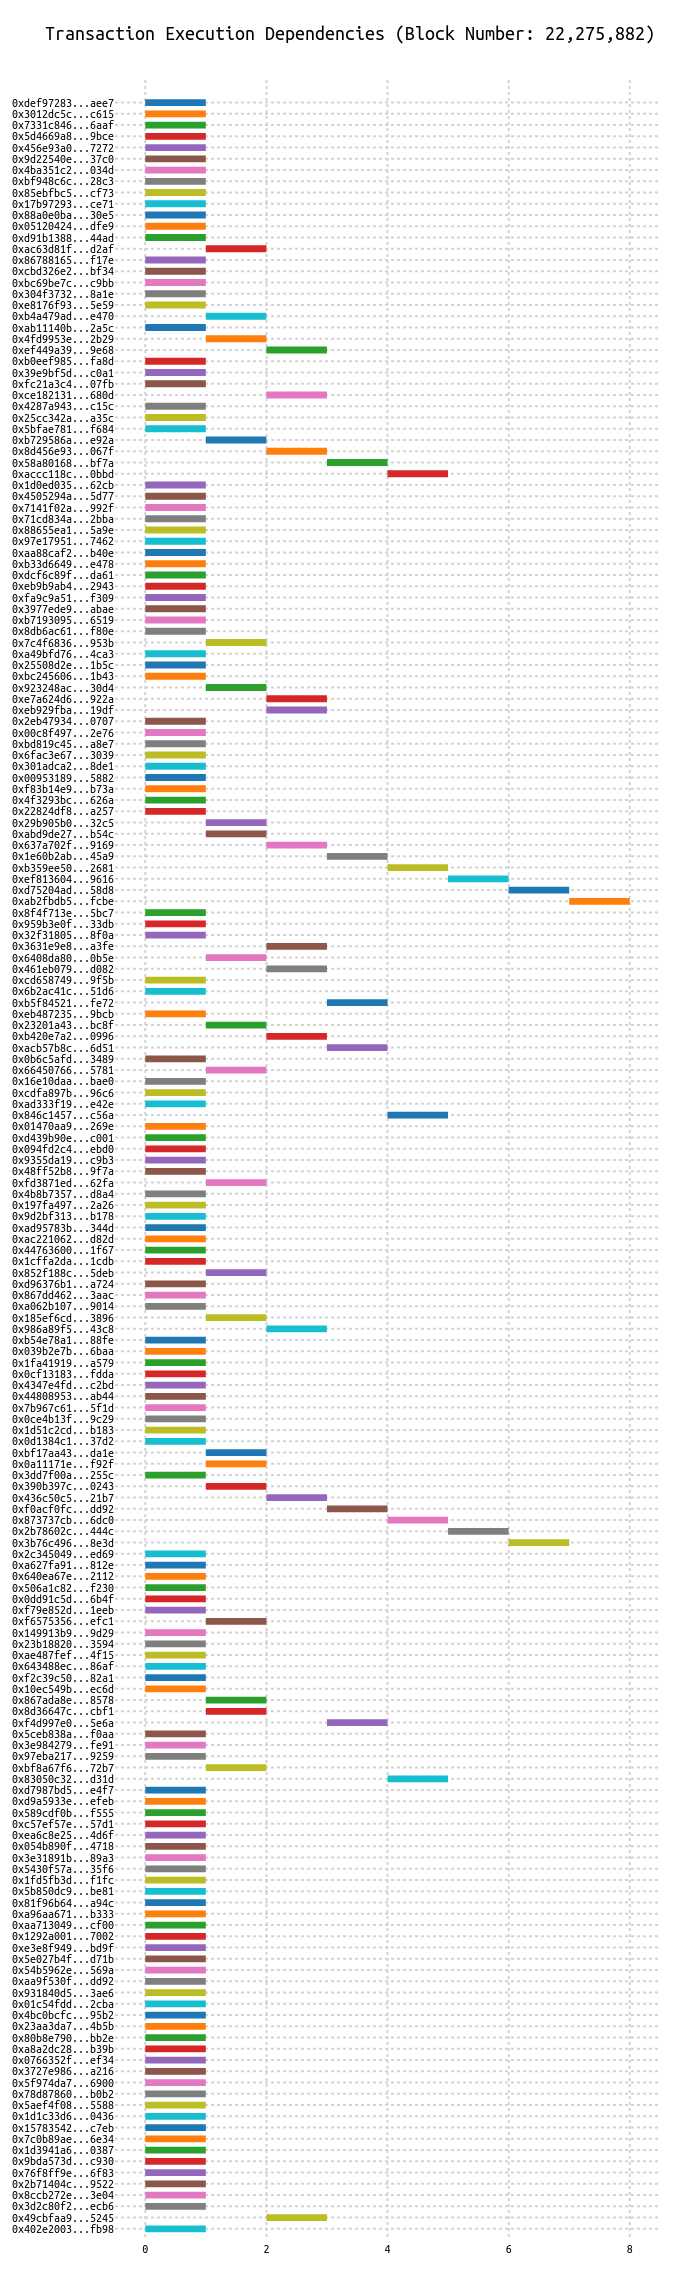 Transaction Execution Dependencies (Block Number: 22,275,882)
0xdef97283...aee7
0x3012dc5c...c615
0x7331c846...6aaf
0x5d4669a8...9bce
0x456e93a0...7272
0x9d22540e...37c0
0x4ba351c2...034d
0xbf948c6c...28c3
0x85ebfbc5...cf73
0x17b97293...ce71
0x88a0e0ba...30e5
0x05120424...dfe9
0xd91b1388...44ad
0xac63d81f...d2af
0x86788165...f17e
0xcbd326e2...bf34
0xbc69be7c...c9bb
0x304f3732...8a1e
0xe8176f93...5e59
0xb4a479ad...e470
0xab11140b...2a5c
0x4fd9953e...2b29
0xef449a39...9e68
0xb0eef985...fa8d
0x39e9bf5d...c0a1
0xfc21a3c4...07fb
0xce182131...680d
0x4287a943...c15c
0x25cc342a...a35c
0x5bfae781...f684
0xb729586a...e92a
0x8d456e93...067f
0x58a80168...bf7a
0xaccc118c...0bbd
0x1d0ed035...62cb
0x4505294a...5d77
0x7141f02a...992f
0x71cd834a...2bba
0x88655ea1...5a9e
0x97e17951...7462
0xaa88caf2...b40e
0xb33d6649...e478
0xdcf6c89f...da61
0xeb9b9ab4...2943
0xfa9c9a51...f309
0x3977ede9...abae
0xb7193095...6519
0x8db6ac61...f80e
0x7c4f6836...953b
0xa49bfd76...4ca3
0x25508d2e...1b5c
0xbc245606...1b43
0x923248ac...30d4
0xe7a624d6...922a
0xeb929fba...19df
0x2eb47934...0707
0x00c8f497...2e76
0xbd819c45...a8e7
0x6fac3e67...3039
0x301adca2...8de1
0x00953189...5882
0xf83b14e9...b73a
0x4f3293bc...626a
0x22824df8...a257
0x29b905b0...32c5
0xabd9de27...b54c
0x637a702f...9169
0x1e60b2ab...45a9
0xb359ee50...2681
0xef813604...9616
0xd75204ad...58d8
0xab2fbdb5...fcbe
0x8f4f713e...5bc7
0x959b3e0f...33db
0x32f31805...8f0a
0x3631e9e8...a3fe
0x6408da80...0b5e
0x461eb079...d082
0xcd658749...9f5b
0x6b2ac41c...51d6
0xb5f84521...fe72
0xeb487235...9bcb
0x23201a43...bc8f
0xb420e7a2...0996
0xacb57b8c...6d51
0x0b6c5afd...3489
0x66450766...5781
0x16e10daa...bae0
0xcdfa897b...96c6
0xad333f19...e42e
0x846c1457...c56a
0x01470aa9...269e
0xd439b90e...c001
0x094fd2c4...ebd0
0x9355da19...c9b3
0x48ff52b8...9f7a
0xfd3871ed...62fa
0x4b8b7357...d8a4
0x197fa497...2a26
0x9d2bf313...b178
0xad95783b...344d
0xac221062...d82d
0x44763600...1f67
0x1cffa2da...1cdb
0x852f188c...5deb
0xd96376b1...a724
0x867dd462...3aac
0xa062b107...9014
0x185ef6cd...3896
0x986a89f5...43c8
0xb54e78a1...88fe
0x039b2e7b...6baa
0x1fa41919...a579
0x0cf13183...fdda
0x4347e4fd...c2bd
0x44808953...ab44
0x7b967c61...5f1d
0x0ce4b13f...9c29
0x1d51c2cd...b183
0x0d1384c1...37d2
0xbf17aa43...da1e
0x0a11171e...f92f
0x3dd7f00a...255c
0x390b397c...0243
0x436c50c5...21b7
0xf0acf0fc...dd92
0x873737cb...6dc0
0x2b78602c...444c
0x3b76c496...8e3d
0x2c345049...ed69
0xa627fa91...812e
0x640ea67e...2112
0x506a1c82...f230
0x0dd91c5d...6b4f
0xf79e852d...1eeb
0xf6575356...efc1
0x149913b9...9d29
0x23b18820...3594
0xae487fef...4f15
0x643488ec...86af
0xf2c39c50...82a1
0x10ec549b...ec6d
0x867ada8e...8578
0x8d36647c...cbf1
0xf4d997e0...5e6a
0x5ceb838a...f0aa
0x3e984279...fe91
0x97eba217...9259
0xbf8a67f6...72b7
0x83050c32...d31d
0xd7987bd5...e4f7
0xd9a5933e...efeb
0x589cdf0b...f555
0xc57ef57e...57d1
0xea6c8e25...4d6f
0x054b890f...4718
0x3e31891b...89a3
0x5430f57a...35f6
0x1fd5fb3d...f1fc
0x5b850dc9...be81
0x81f96b64...a94c
0xa96aa671...b333
0xaa713049...cf00
0x1292a001...7002
0xe3e8f949...bd9f
0x5e027b4f...d71b
0x54b5962e...569a
0xaa9f530f...dd92
0x931840d5...3ae6
0x01c54fdd...2cba
0x4bc0bcfc...95b2
0x23aa3da7...4b5b
0x80b8e790...bb2e
0xa8a2dc28...b39b
0x0766352f...ef34
0x3727e986...a216
0x5f974da7...6900
0x78d87860...b0b2
0x5aef4f08...5588
0x1d1c33d6...0436
0x15783542...c7eb
0x7c0b89ae...6e34
0x1d3941a6...0387
0x9bda573d...c930
0x76f8ff9e...6f83
0x2b71404c...9522
0x8ccb272e...3e04
0x3d2c80f2...ecb6
0x49cbfaa9...5245
0x402e2003...fb98
0 2 4 6 8